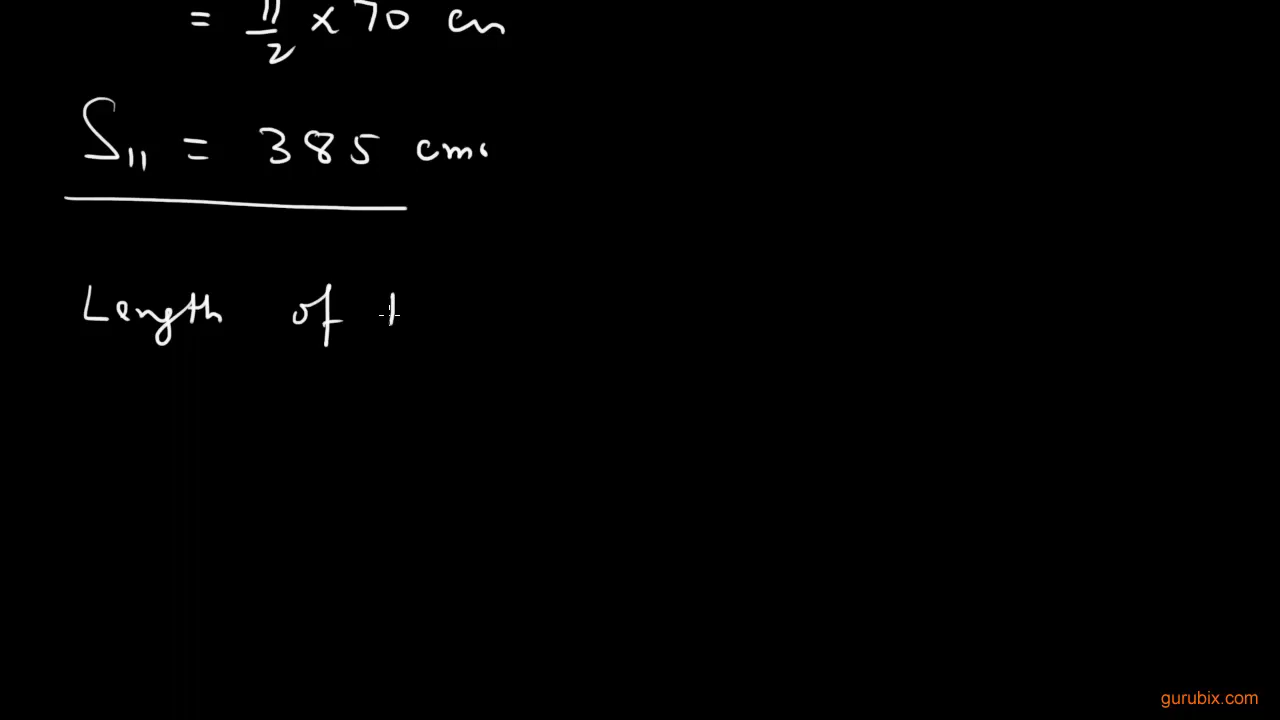 = 11/2 × 70 cm
S₁₁ = 385 cm.
Length of
gurubix.com